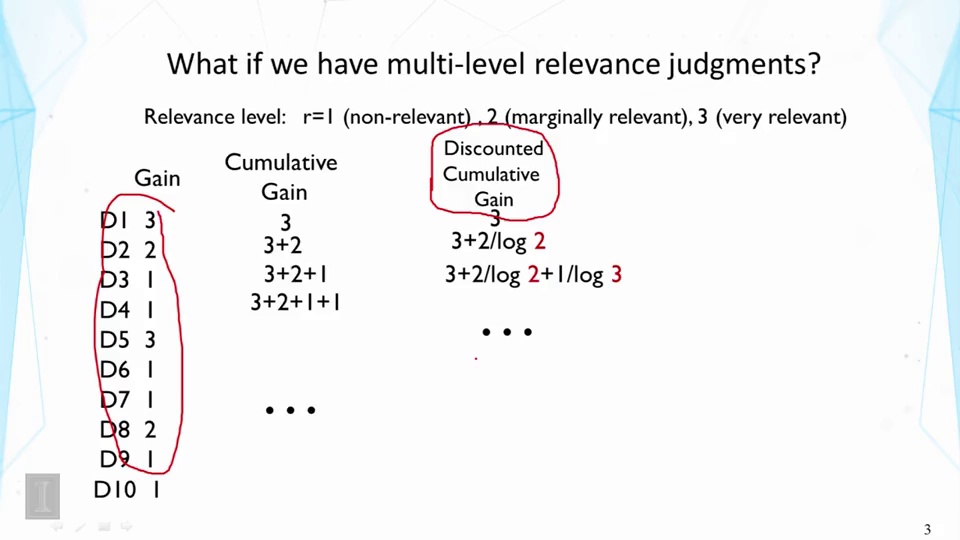 What if we have multi-level relevance judgments?
Relevance level: r=1 (non-relevant) , 2 (marginally relevant), 3 (very relevant)
Gain
Cumulative
Gain
Discounted
Cumulative
Gain
D1 3
3
3
D2 2
3+2
3+2/log 2
D3 1
3+2+1
3+2/log 2+1/log 3
D4 1
3+2+1+1
D5 3
...
D6 1
D7 1
...
D8 2
D9 1
D10 1
I
3